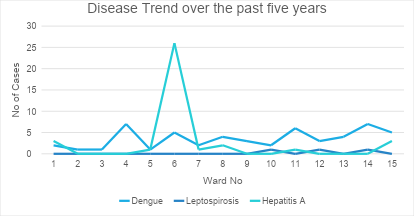 Disease Trend over the past five years
30
25
20
15
10
5
0
No of Cases
1 2 3 4 5 6 7 8 9 10 11 12 13 14 15
Ward No
Dengue Leptospirosis Hepatitis A